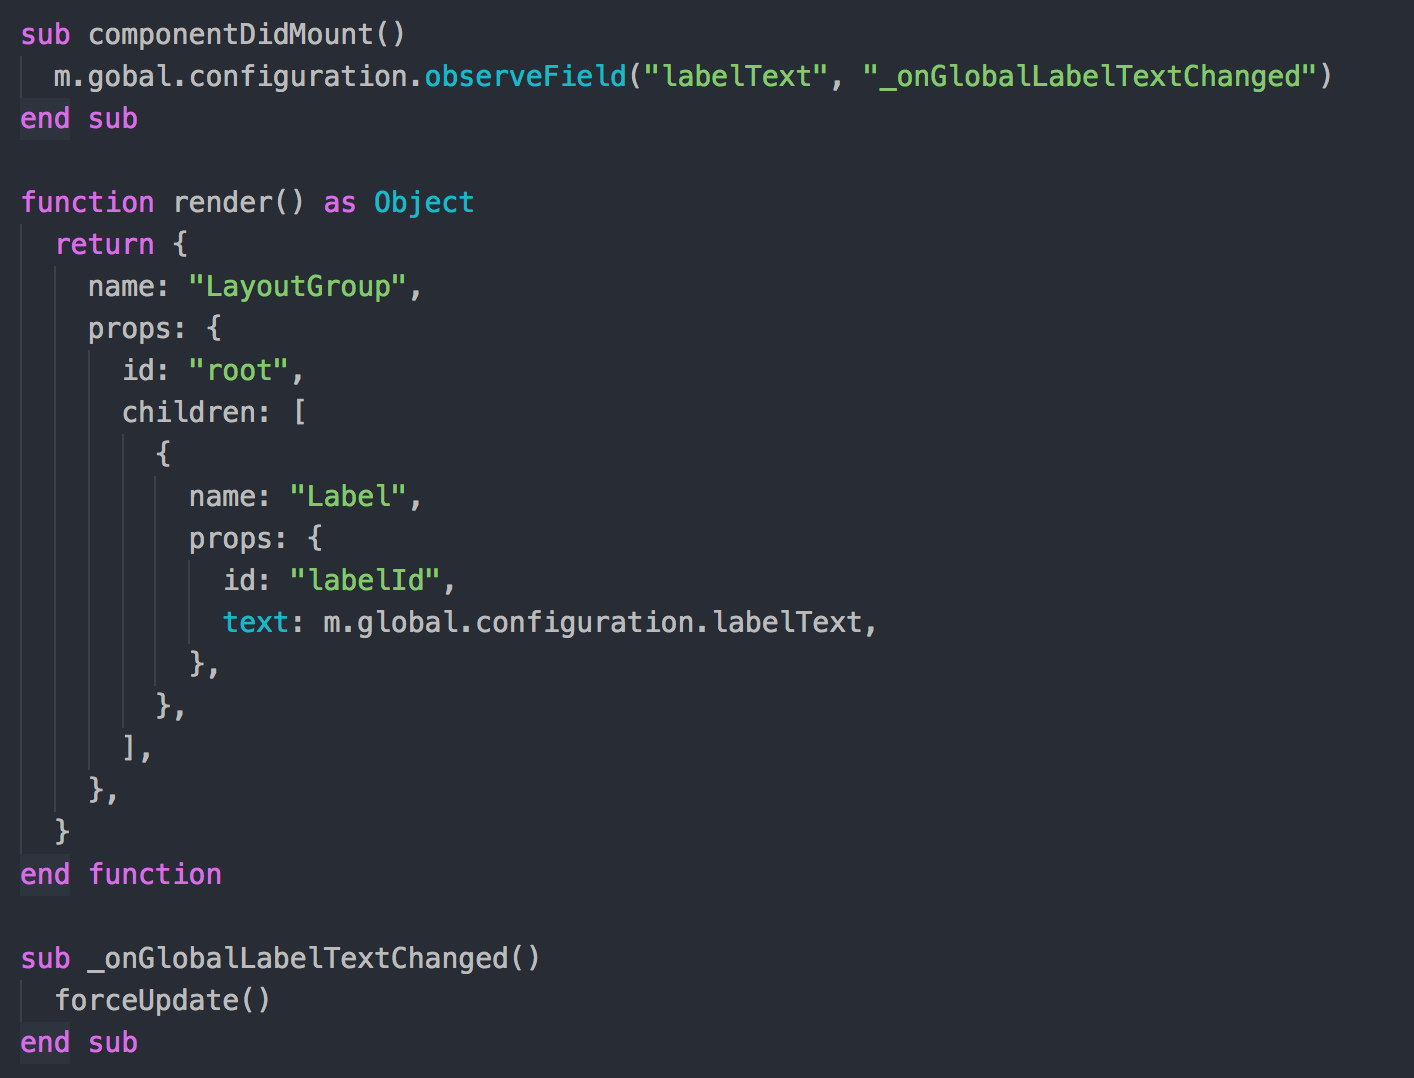 sub componentDidMount()
  m.gobal.configuration.observeField("labelText", "_onGlobalLabelTextChanged")
end sub

function render() as Object
  return {
    name: "LayoutGroup",
    props: {
      id: "root",
      children: [
        {
          name: "Label",
          props: {
            id: "labelId",
            text: m.global.configuration.labelText,
          },
        },
      ],
    },
  }
end function

sub _onGlobalLabelTextChanged()
  forceUpdate()
end sub